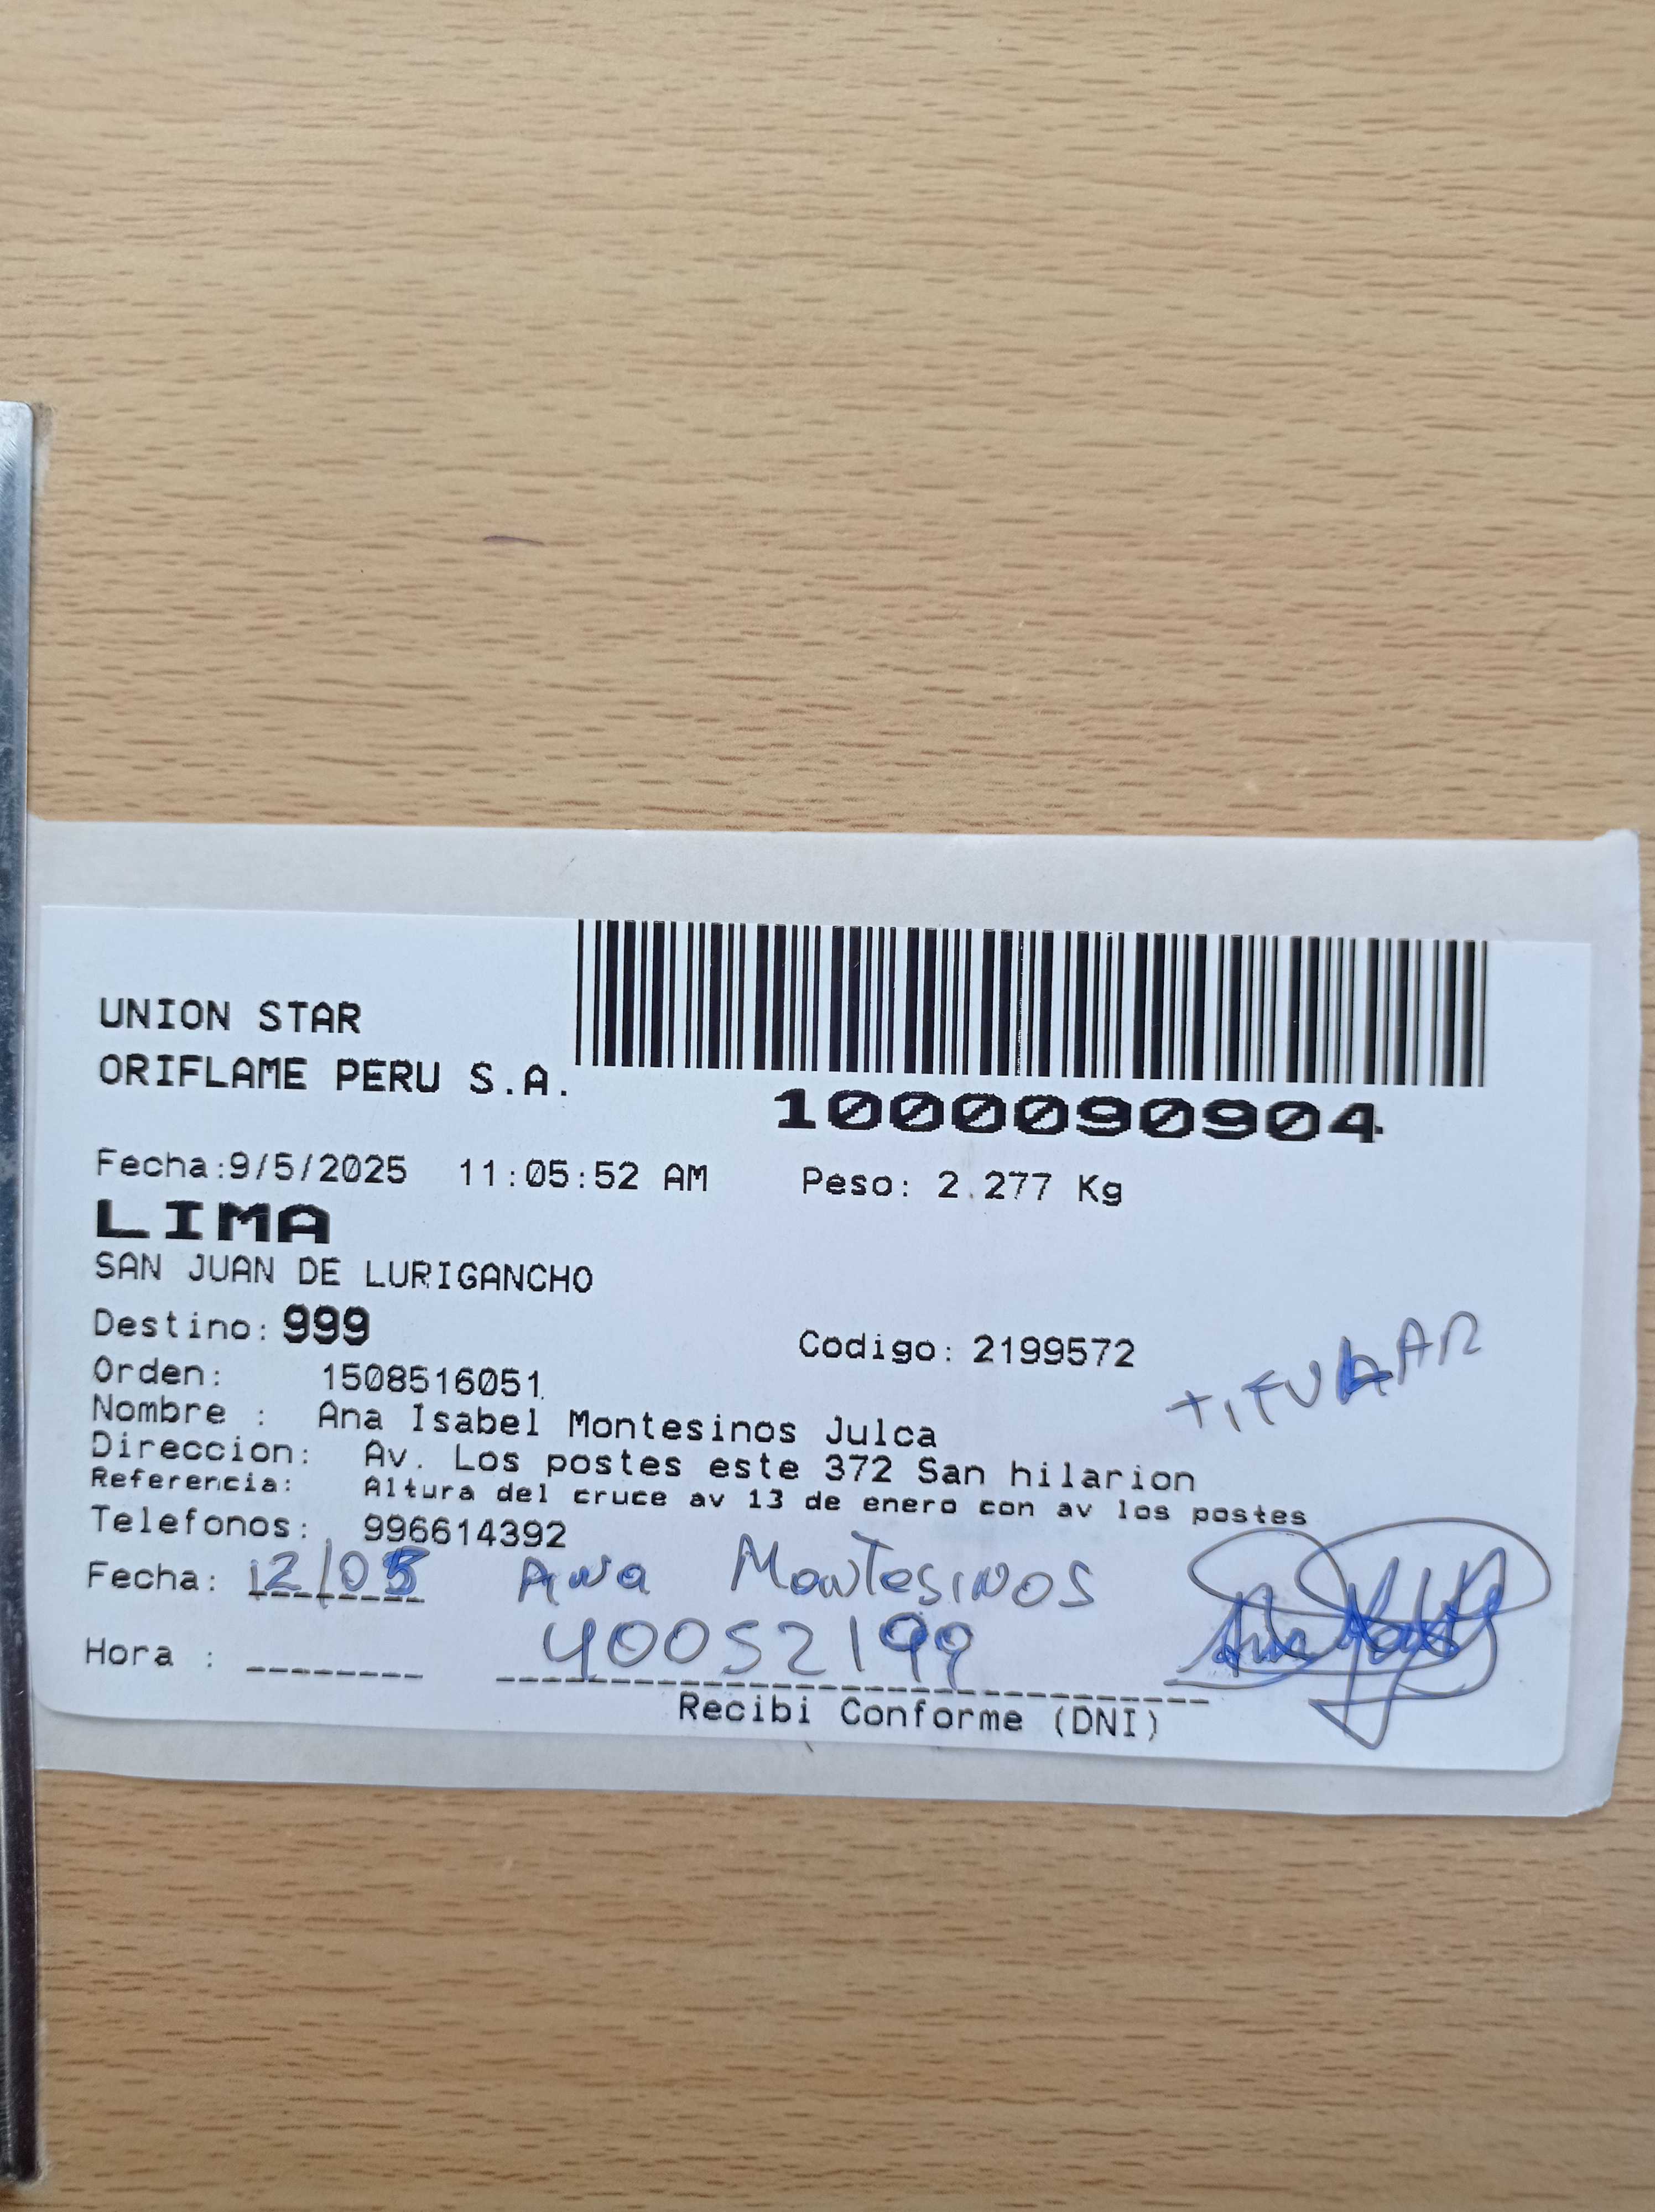 UNION STAR
ORIFLAME PERU S.A.
1000090904
Fecha:9/5/2025 11:05:52 AM Peso: 2.277 Kg
LIMA
SAN JUAN DE LURIGANCHO
Destino: 999
Codigo: 2199572
TITULAR
Orden: 1508516051
Nombre : Ana Isabel Montesinos Julca
Direccion: Av. Los postes este 372 San hilarion
Referencia: Altura del cruce av 13 de enero con av los postes
Telefonos: 996614392
Fecha: 12/05 Ana Montesinos
Hora : 40052199
Recibi Conforme (DNI)